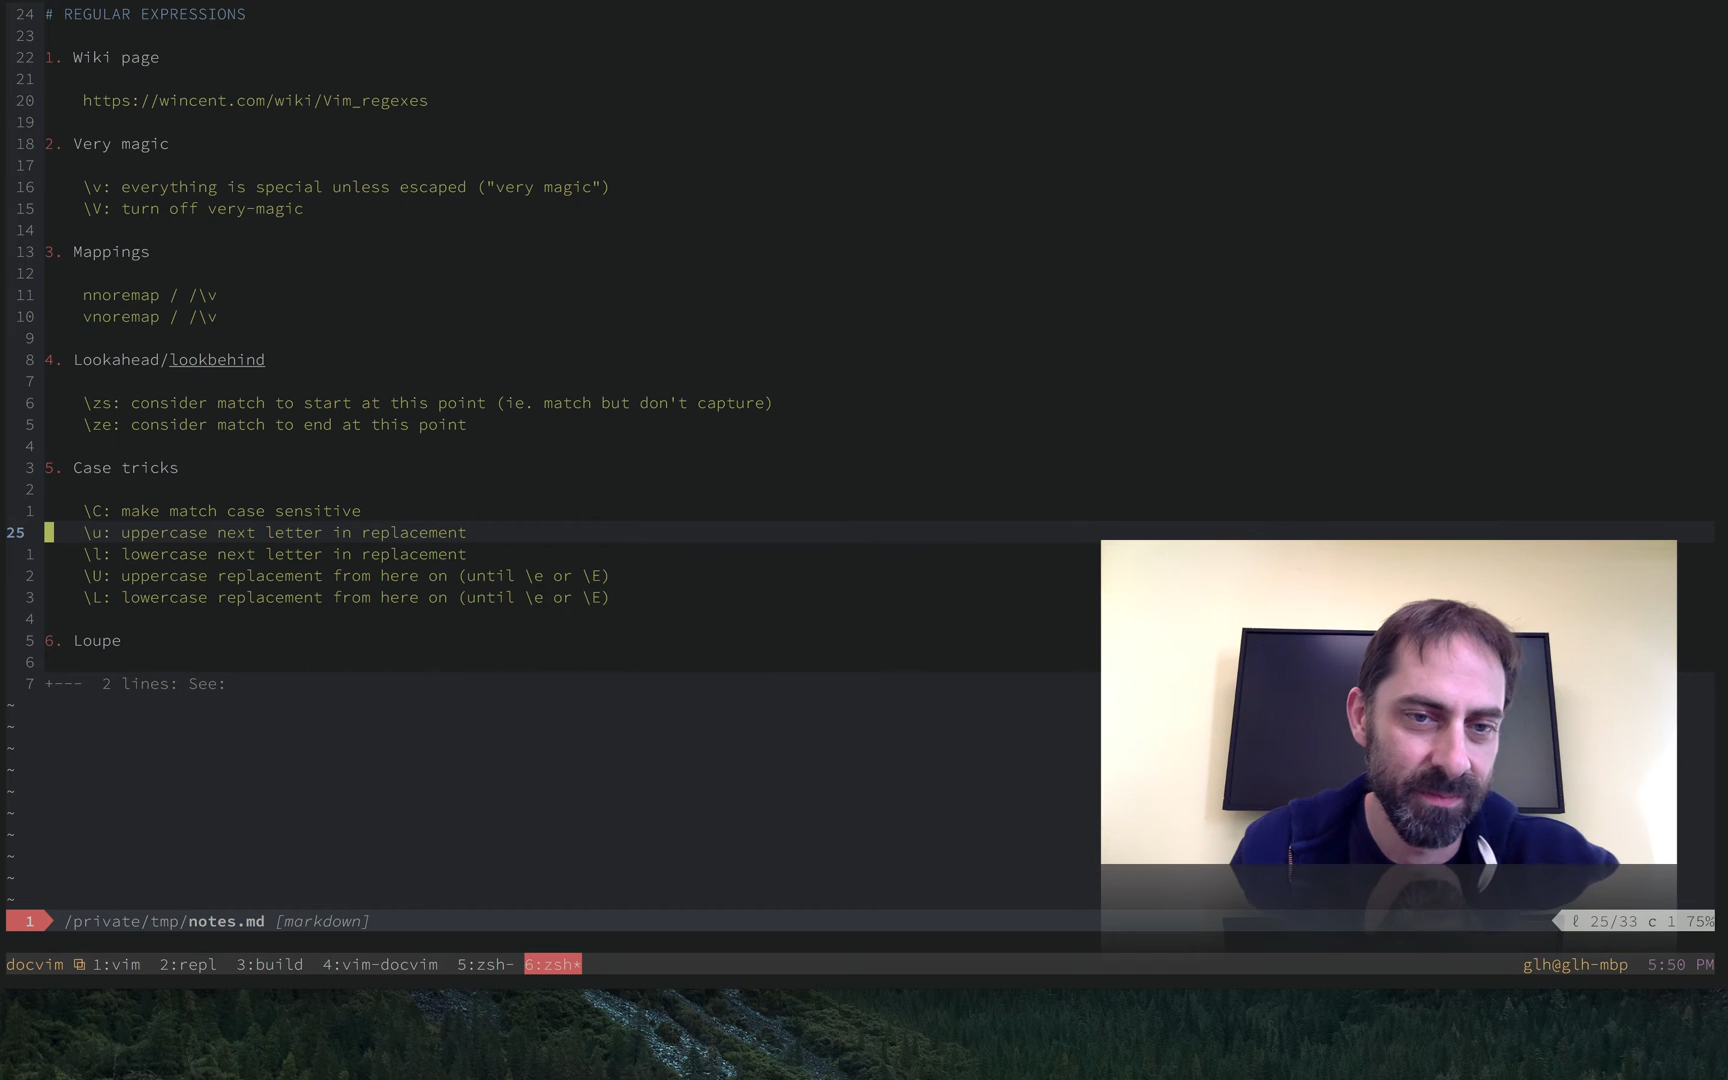 24 # REGULAR EXPRESSIONS
23
22 1. Wiki page
21
20 https://wincent.com/wiki/Vim_regexes
19
18 2. Very magic
17
16 \v: everything is special unless escaped ("very magic")
15 \V: turn off very-magic
14
13 3. Mappings
12
11 nnoremap / /\v
10 vnoremap / /\v
9
8 4. Lookahead/lookbehind
7
6 \zs: consider match to start at this point (ie. match but don't capture)
5 \ze: consider match to end at this point
4
3 5. Case tricks
2
1 \C: make match case sensitive
25 \u: uppercase next letter in replacement
1 \l: lowercase next letter in replacement
2 \U: uppercase replacement from here on (until \e or \E)
3 \L: lowercase replacement from here on (until \e or \E)
4
5 6. Loupe
6
7 +--- 2 lines: See:
~
~
~
~
~
~
~
~
~
~
1 /private/tmp/notes.md [markdown] ℓ 25/33 c 1 75%
docvim ⧉ 1:vim 2:repl 3:build 4:vim-docvim 5:zsh- 6:zsh* glh@glh-mbp 5:50 PM